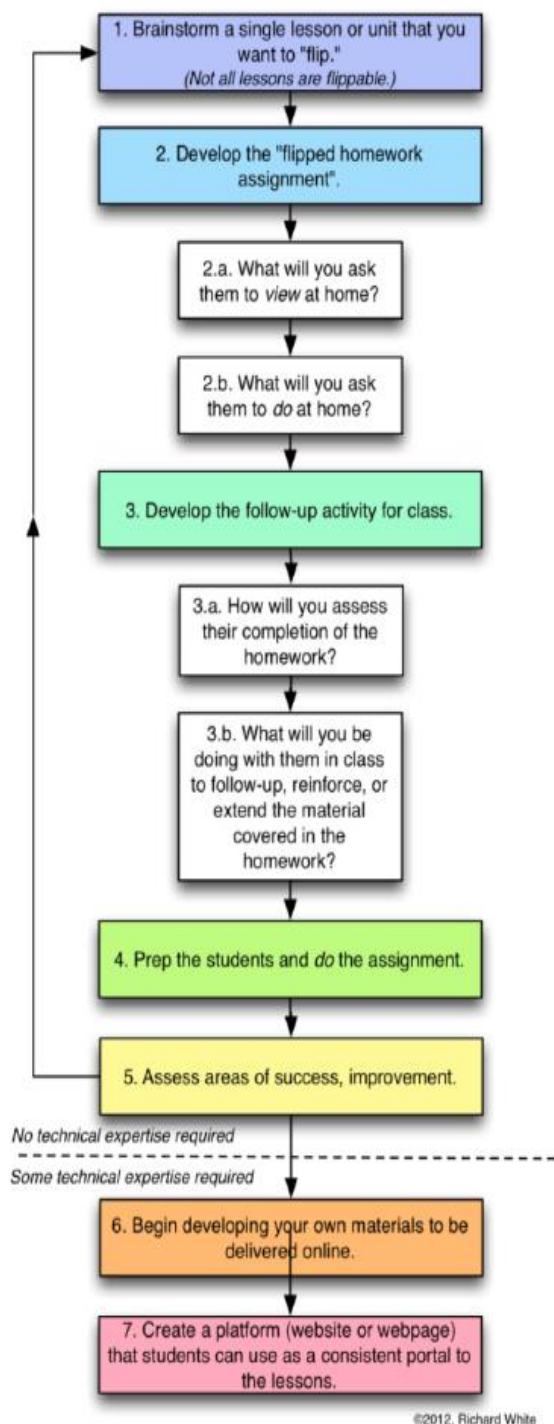 1. Brainstorm a single lesson or unit that you
want to "flip."
(Not all lessons are flippable.)
2. Develop the "flipped homework
assignment".
2.a. What will you ask
them to view at home?
2.b. What will you ask
them to do at home?
3. Develop the follow-up activity for class.
3.a. How will you assess
their completion of the
homework?
3.b. What will you be
doing with them in class
to follow-up, reinforce, or
extend the material
covered in the
homework?
4. Prep the students and do the assignment.
5. Assess areas of success, improvement.
No technical expertise required
Some technical expertise required
6. Begin developing your own materials to be
delivered online.
7. Create a platform (website or webpage)
that students can use as a consistent portal to
the lessons.
©2012, Richard White